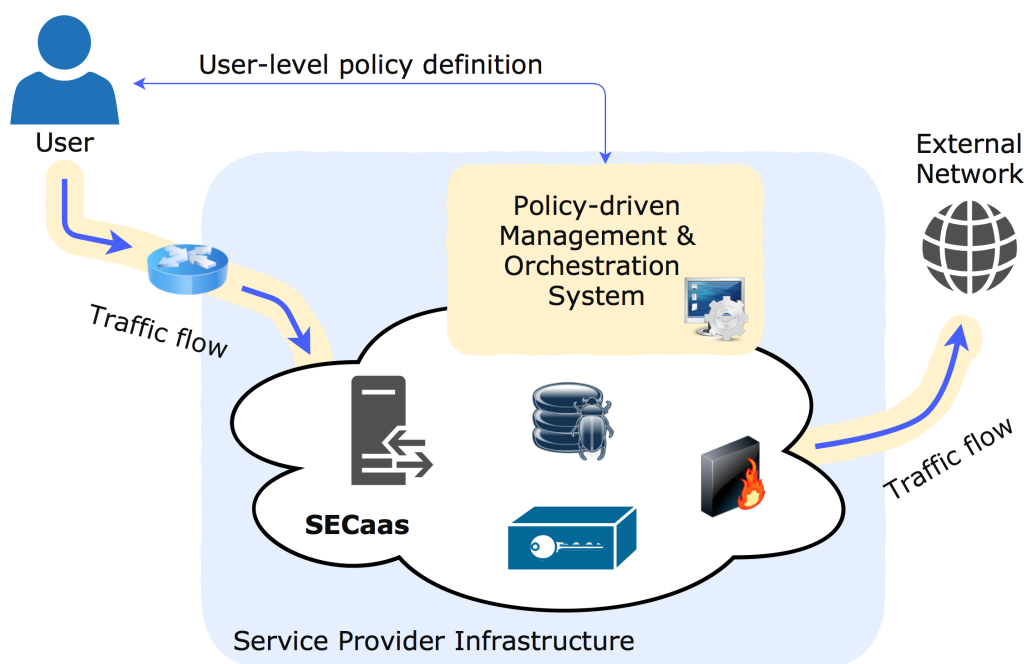 User-level policy definition
User
External
Network
Policy-driven
Management &
Orchestration
System
Traffic flow
Traffic flow
SECaas
Service Provider Infrastructure